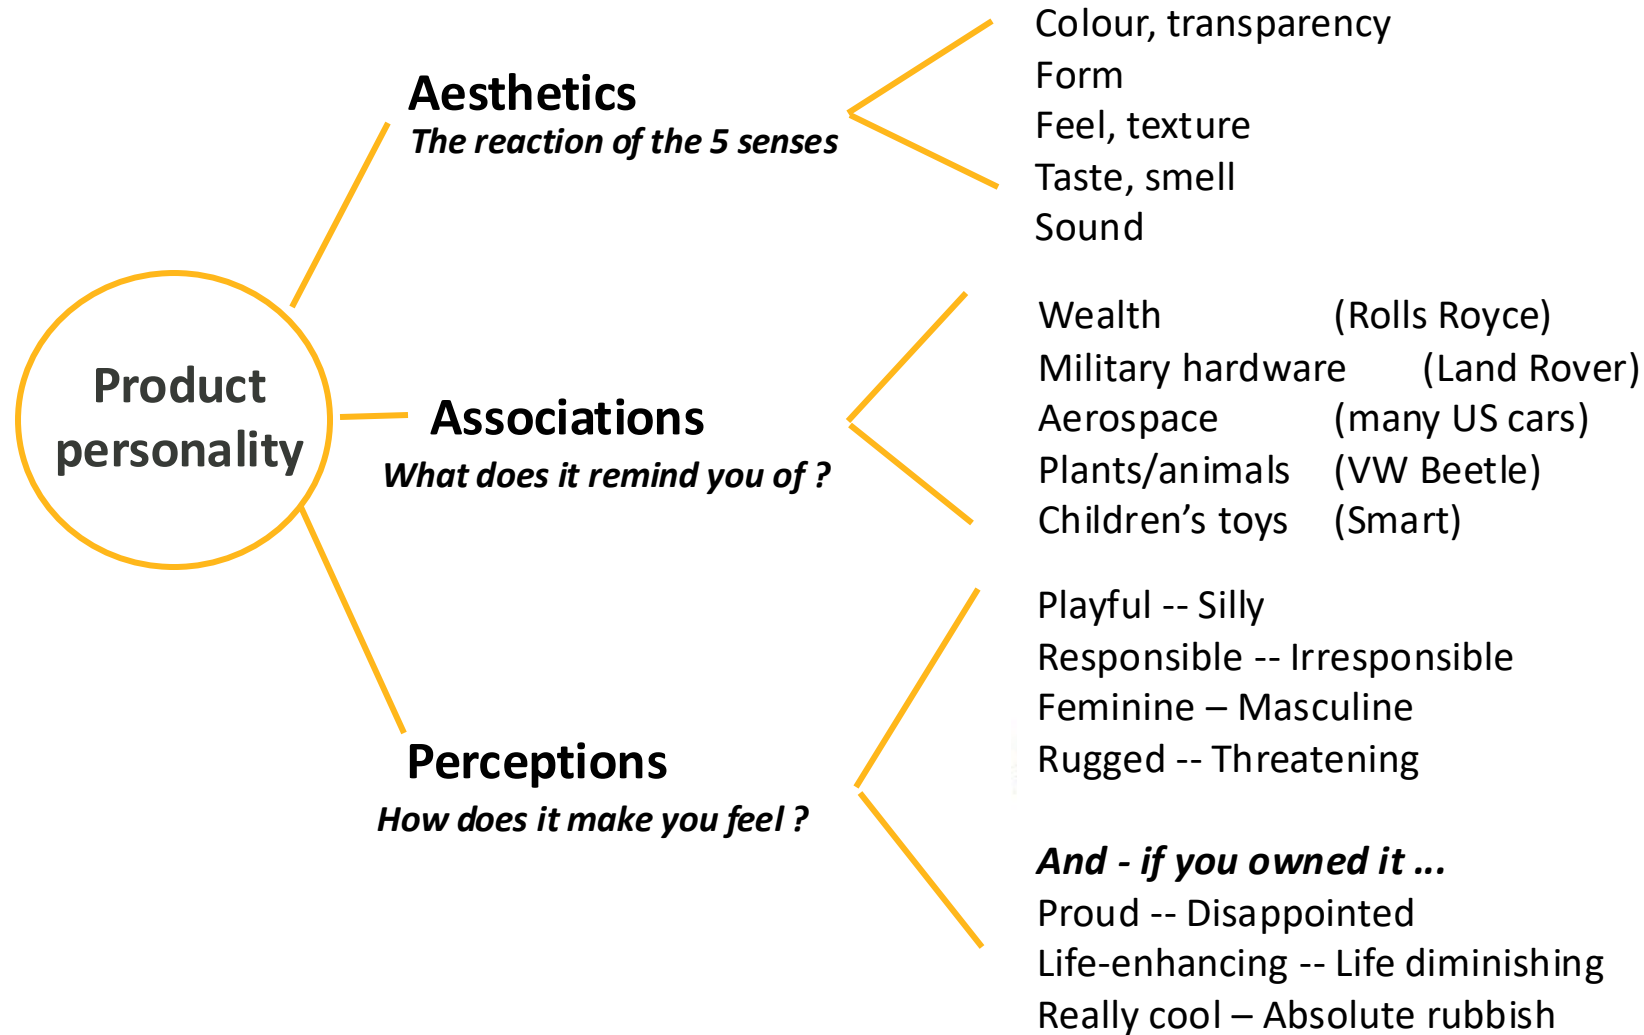 Product
personality
Aesthetics
The reaction of the 5 senses
Colour, transparency
Form
Feel, texture
Taste, smell
Sound
Associations
What does it remind you of ?
Wealth (Rolls Royce)
Military hardware (Land Rover)
Aerospace (many US cars)
Plants/animals (VW Beetle)
Children’s toys (Smart)
Perceptions
How does it make you feel ?
Playful -- Silly
Responsible -- Irresponsible
Feminine – Masculine
Rugged -- Threatening
And - if you owned it ...
Proud -- Disappointed
Life-enhancing -- Life diminishing
Really cool – Absolute rubbish